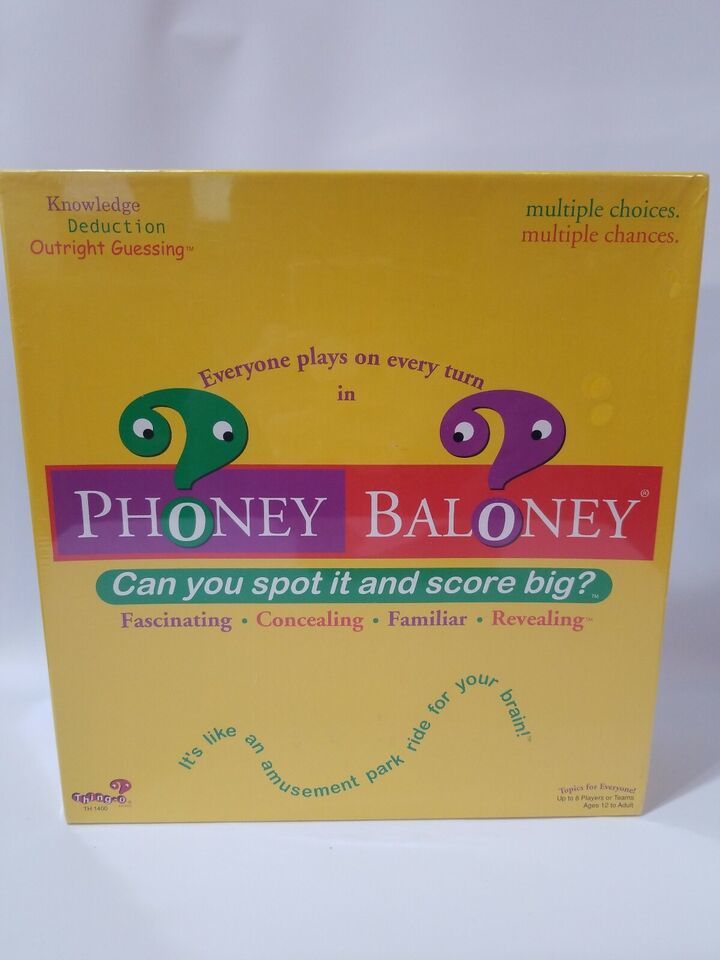 Knowledge
Deduction
Outright Guessing™
multiple choices.
multiple chances.
Everyone plays on every turn
in
PHONEY BALONEY®
Can you spot it and score big?™
Fascinating • Concealing • Familiar • Revealing™
It's like an amusement park ride for your brain!™
Thing-o®
TH 1400
Topics for Everyone!
Up to 8 Players or Teams
Ages 12 to Adult